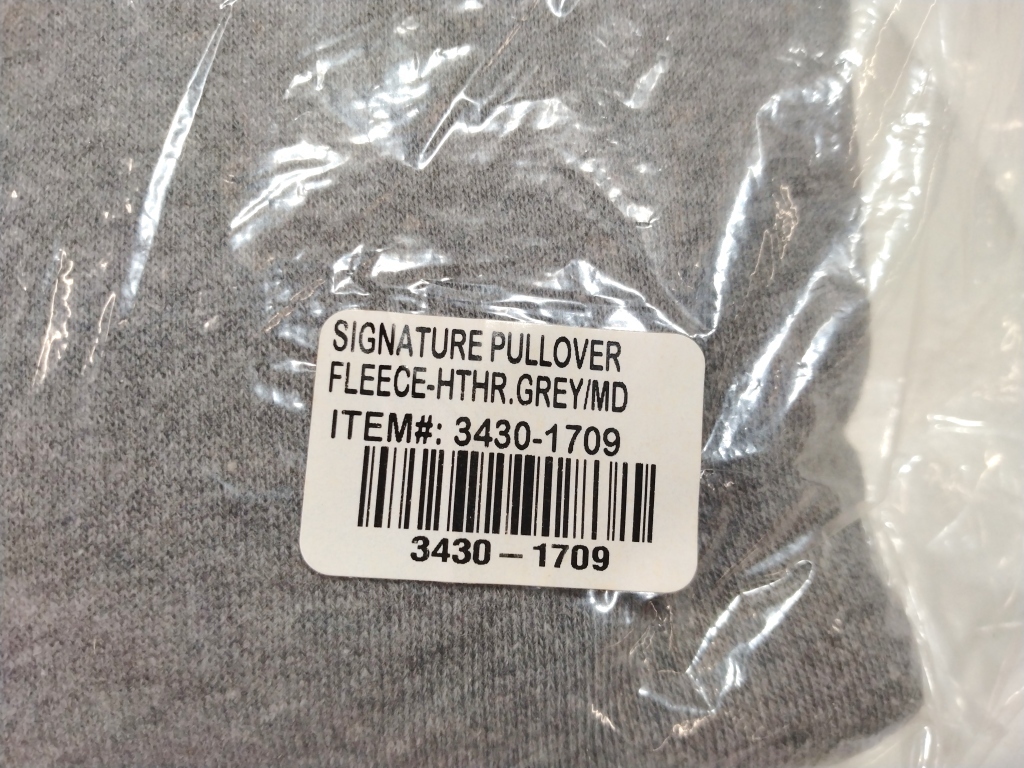 SIGNATURE PULLOVER
FLEECE-HTHR.GREY/MD
ITEM#: 3430-1709
3430 – 1709